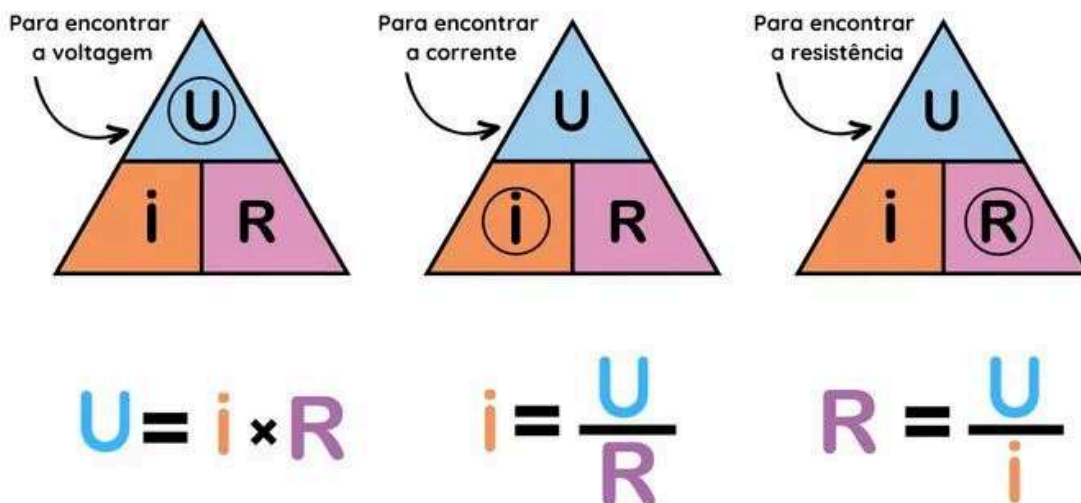 Para encontrar
a voltagem
U
i R
Para encontrar
a corrente
U
i R
Para encontrar
a resistência
U
i R
U = i × R
i = U
R
R = U
i